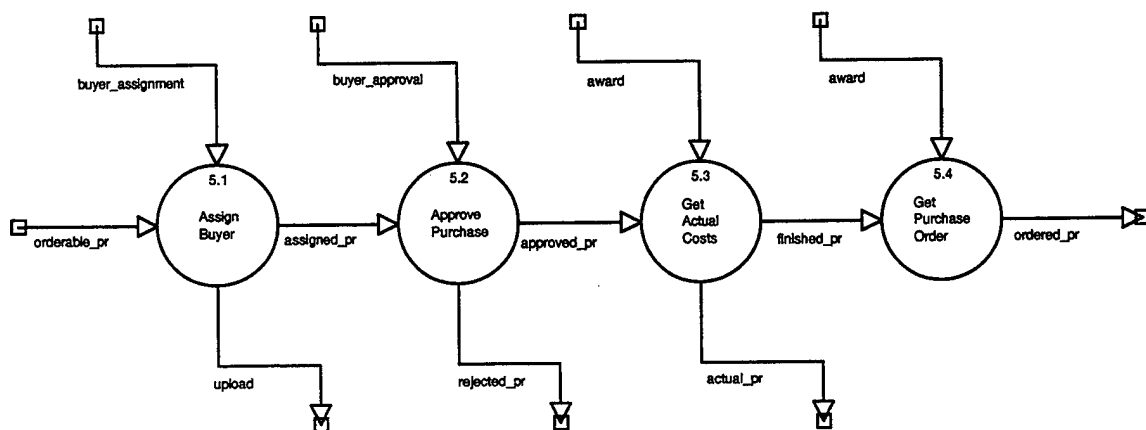 buyer_assignment
buyer_approval
award
award
5.1
Assign
Buyer
5.2
Approve
Purchase
5.3
Get
Actual
Costs
5.4
Get
Purchase
Order
orderable_pr
assigned_pr
approved_pr
finished_pr
ordered_pr
upload
rejected_pr
actual_pr